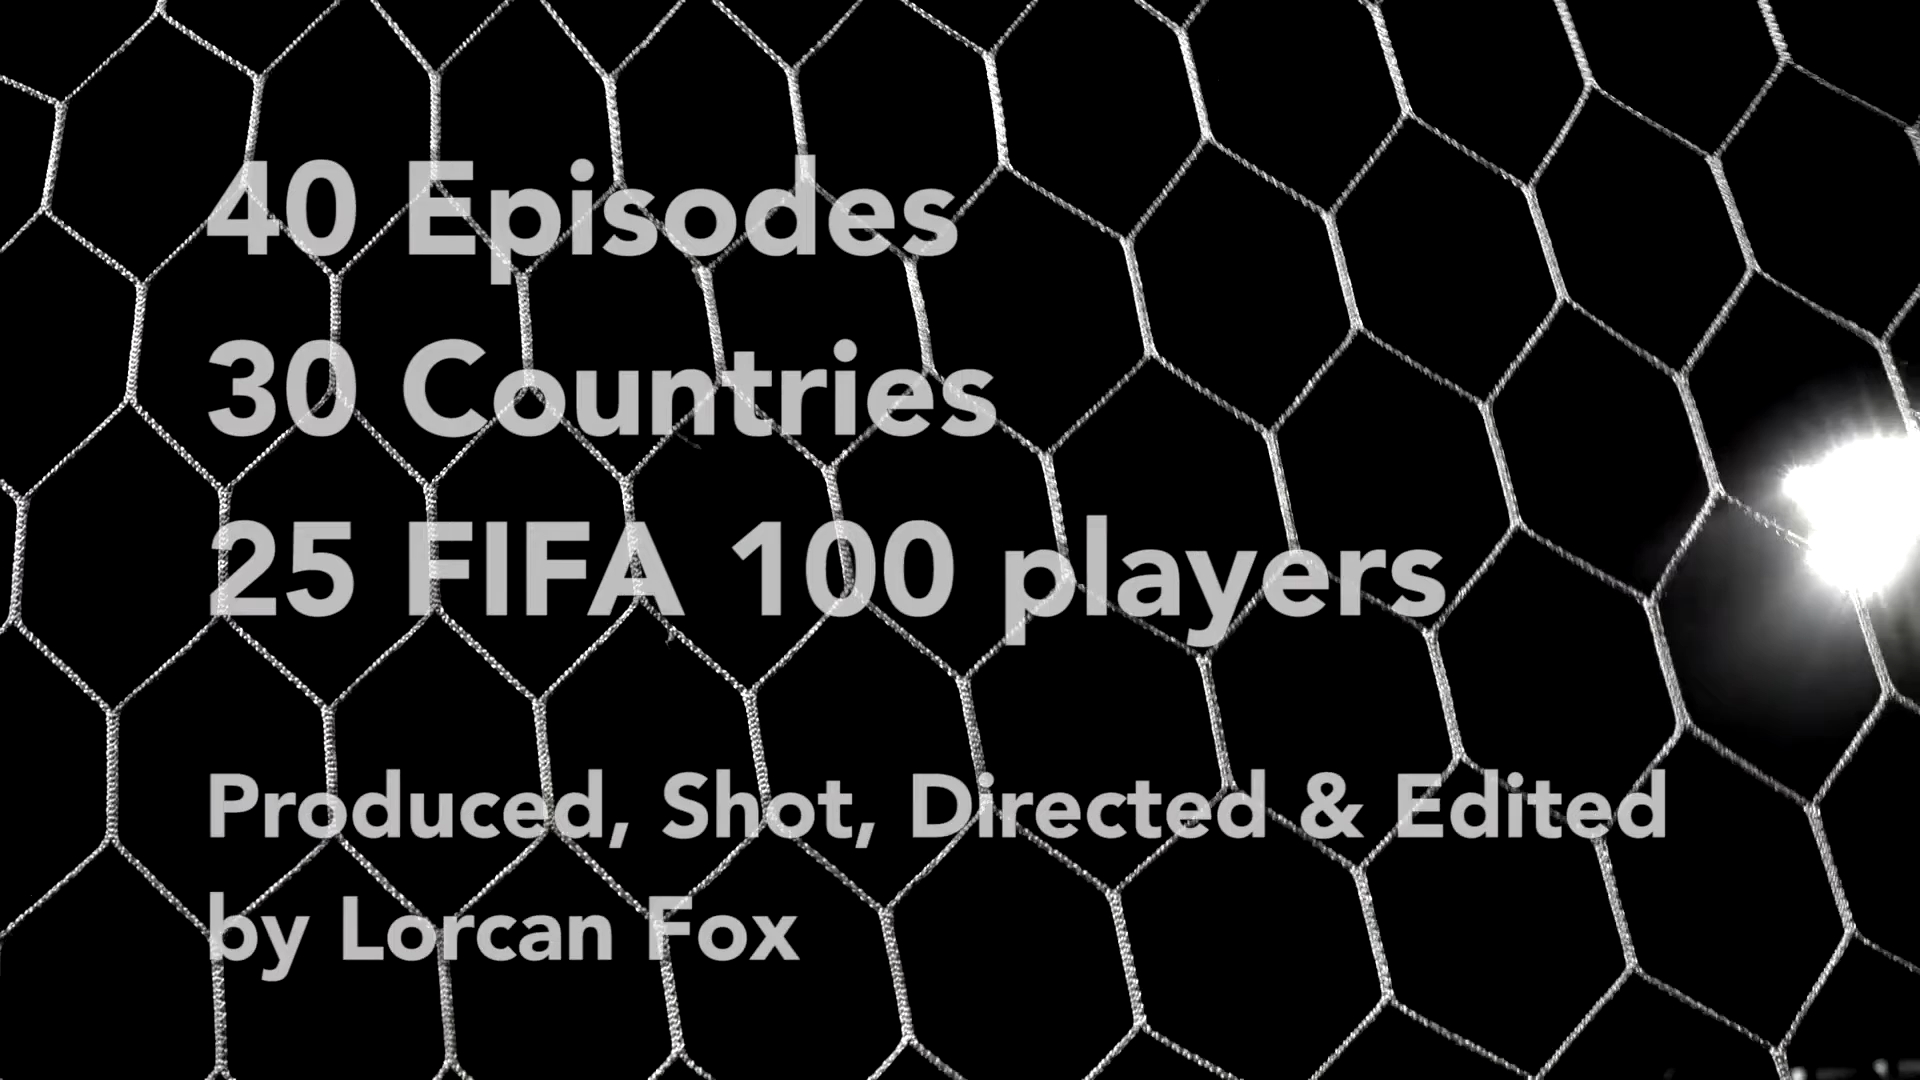 40 Episodes
30 Countries
25 FIFA 100 players
Produced, Shot, Directed & Edited
by Lorcan Fox